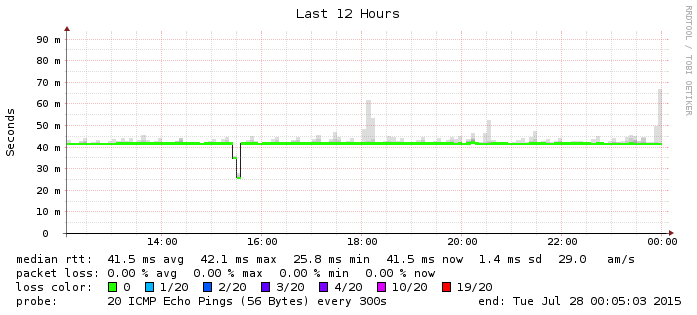 Last 12 Hours
RRDTOOL / TOBI OETIKER
Seconds
90 m
80 m
70 m
60 m
50 m
40 m
30 m
20 m
10 m
0
14:00 16:00 18:00 20:00 22:00 00:00
median rtt: 41.5 ms avg 42.1 ms max 25.8 ms min 41.5 ms now 1.4 ms sd 29.0 am/s
packet loss: 0.00 % avg 0.00 % max 0.00 % min 0.00 % now
loss color: 0 1/20 2/20 3/20 4/20 10/20 19/20
probe: 20 ICMP Echo Pings (56 Bytes) every 300s end: Tue Jul 28 00:05:03 2015